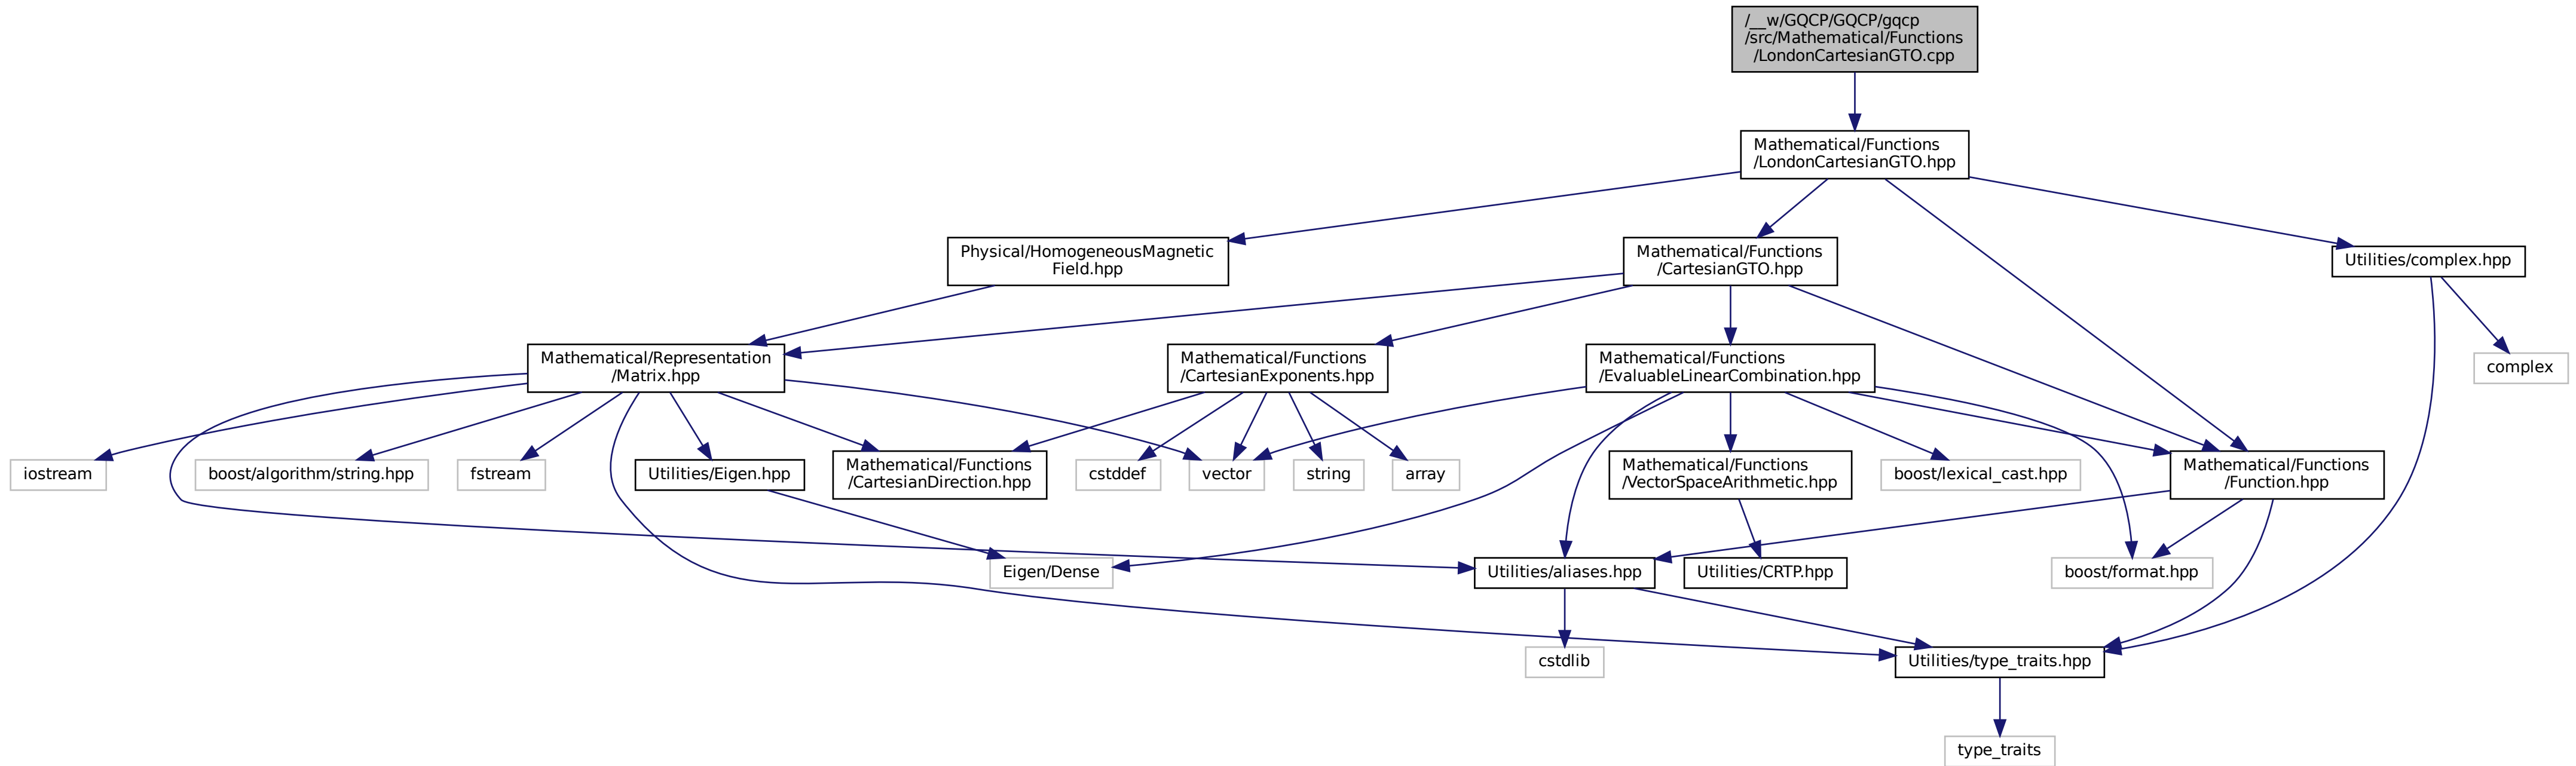 /__w/GQCP/GQCP/gqcp
/src/Mathematical/Functions
/LondonCartesianGTO.cpp
Mathematical/Functions
/LondonCartesianGTO.hpp
Physical/HomogeneousMagnetic
Field.hpp
Mathematical/Functions
/CartesianGTO.hpp
Utilities/complex.hpp
Mathematical/Representation
/Matrix.hpp
Mathematical/Functions
/CartesianExponents.hpp
Mathematical/Functions
/EvaluableLinearCombination.hpp
complex
iostream
boost/algorithm/string.hpp
fstream
Utilities/Eigen.hpp
Mathematical/Functions
/CartesianDirection.hpp
cstddef
vector
string
array
Mathematical/Functions
/VectorSpaceArithmetic.hpp
boost/lexical_cast.hpp
Mathematical/Functions
/Function.hpp
Eigen/Dense
Utilities/aliases.hpp
Utilities/CRTP.hpp
boost/format.hpp
cstdlib
Utilities/type_traits.hpp
type_traits